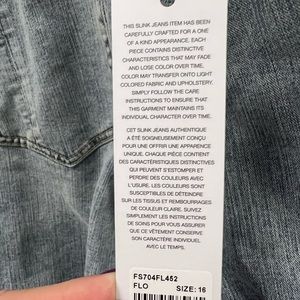 THIS SLINK JEANS ITEM HAS BEEN
CAREFULLY CRAFTED FOR A ONE
OF A KIND APPEARANCE. EACH
PIECE CONTAINS DISTINCTIVE
CHARACTERISTICS THAT MAY FADE
AND LOSE COLOR OVER TIME.
COLOR MAY TRANSFER ONTO LIGHT
COLORED FABRIC AND UPHOLSTERY.
SIMPLY FOLLOW THE CARE
INSTRUCTIONS TO ENSURE THAT
THIS GARMENT MAINTAINS ITS
INDIVIDUAL CHARACTER OVER TIME.
CET SLINK JEANS AUTHENTIQUE
A ÉTÉ SOIGNEUSEMENT CONÇU
POUR OFFRIR UNE APPARENCE
UNIQUE. CHAQUE PIÈCE CONTIENT
DES CARACTÉRISTIQUES DISTINCTIVES
QUI PEUVENT S'ESTOMPER ET
PERDRE DES COULEURS AVEC
L'USURE. LES COULEURS SONT
SUSCEPTIBLES DE DÉTEINDRE
SUR LES TISSUS ET REMBOURRAGES
DE COULEUR CLAIRE. SUIVEZ
SIMPLEMENT LES INSTRUCTIONS
DE SOIN POUR VOUS ASSURER
QUE CE VÊTEMENT CONSERVE
SON CARACTÈRE INDIVIDUEL
AVEC LE TEMPS.
FS704FL452
FLO SIZE: 16